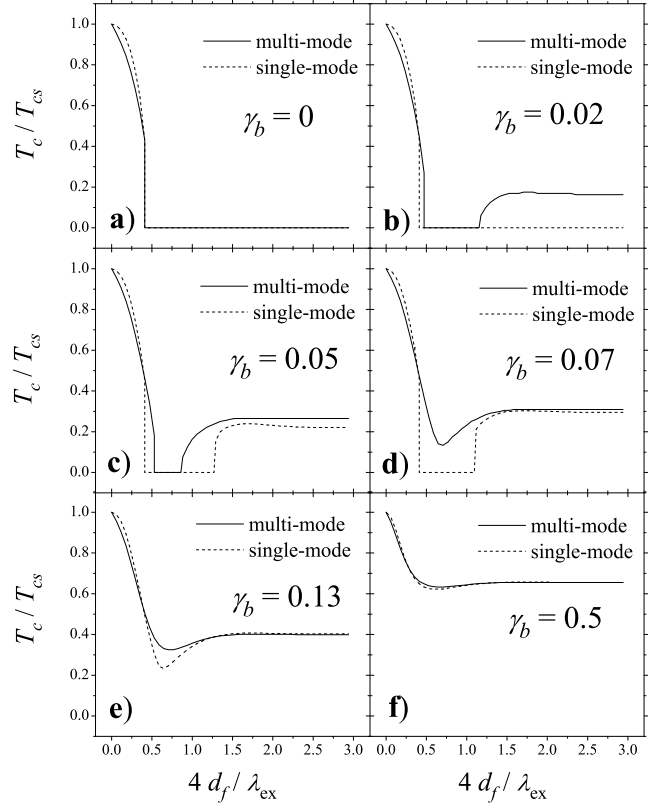 1.0
0.8
0.6
0.4
0.2
0.0
T_c / T_cs
multi-mode
single-mode
γ_b = 0
a)
multi-mode
single-mode
γ_b = 0.02
b)
1.0
0.8
0.6
0.4
0.2
0.0
T_c / T_cs
multi-mode
single-mode
γ_b = 0.05
c)
multi-mode
single-mode
γ_b = 0.07
d)
1.0
0.8
0.6
0.4
0.2
0.0
T_c / T_cs
multi-mode
single-mode
γ_b = 0.13
e)
multi-mode
single-mode
γ_b = 0.5
f)
0.0 0.5 1.0 1.5 2.0 2.5 3.0
0.0 0.5 1.0 1.5 2.0 2.5 3.0
4 d_f / λ_ex
4 d_f / λ_ex